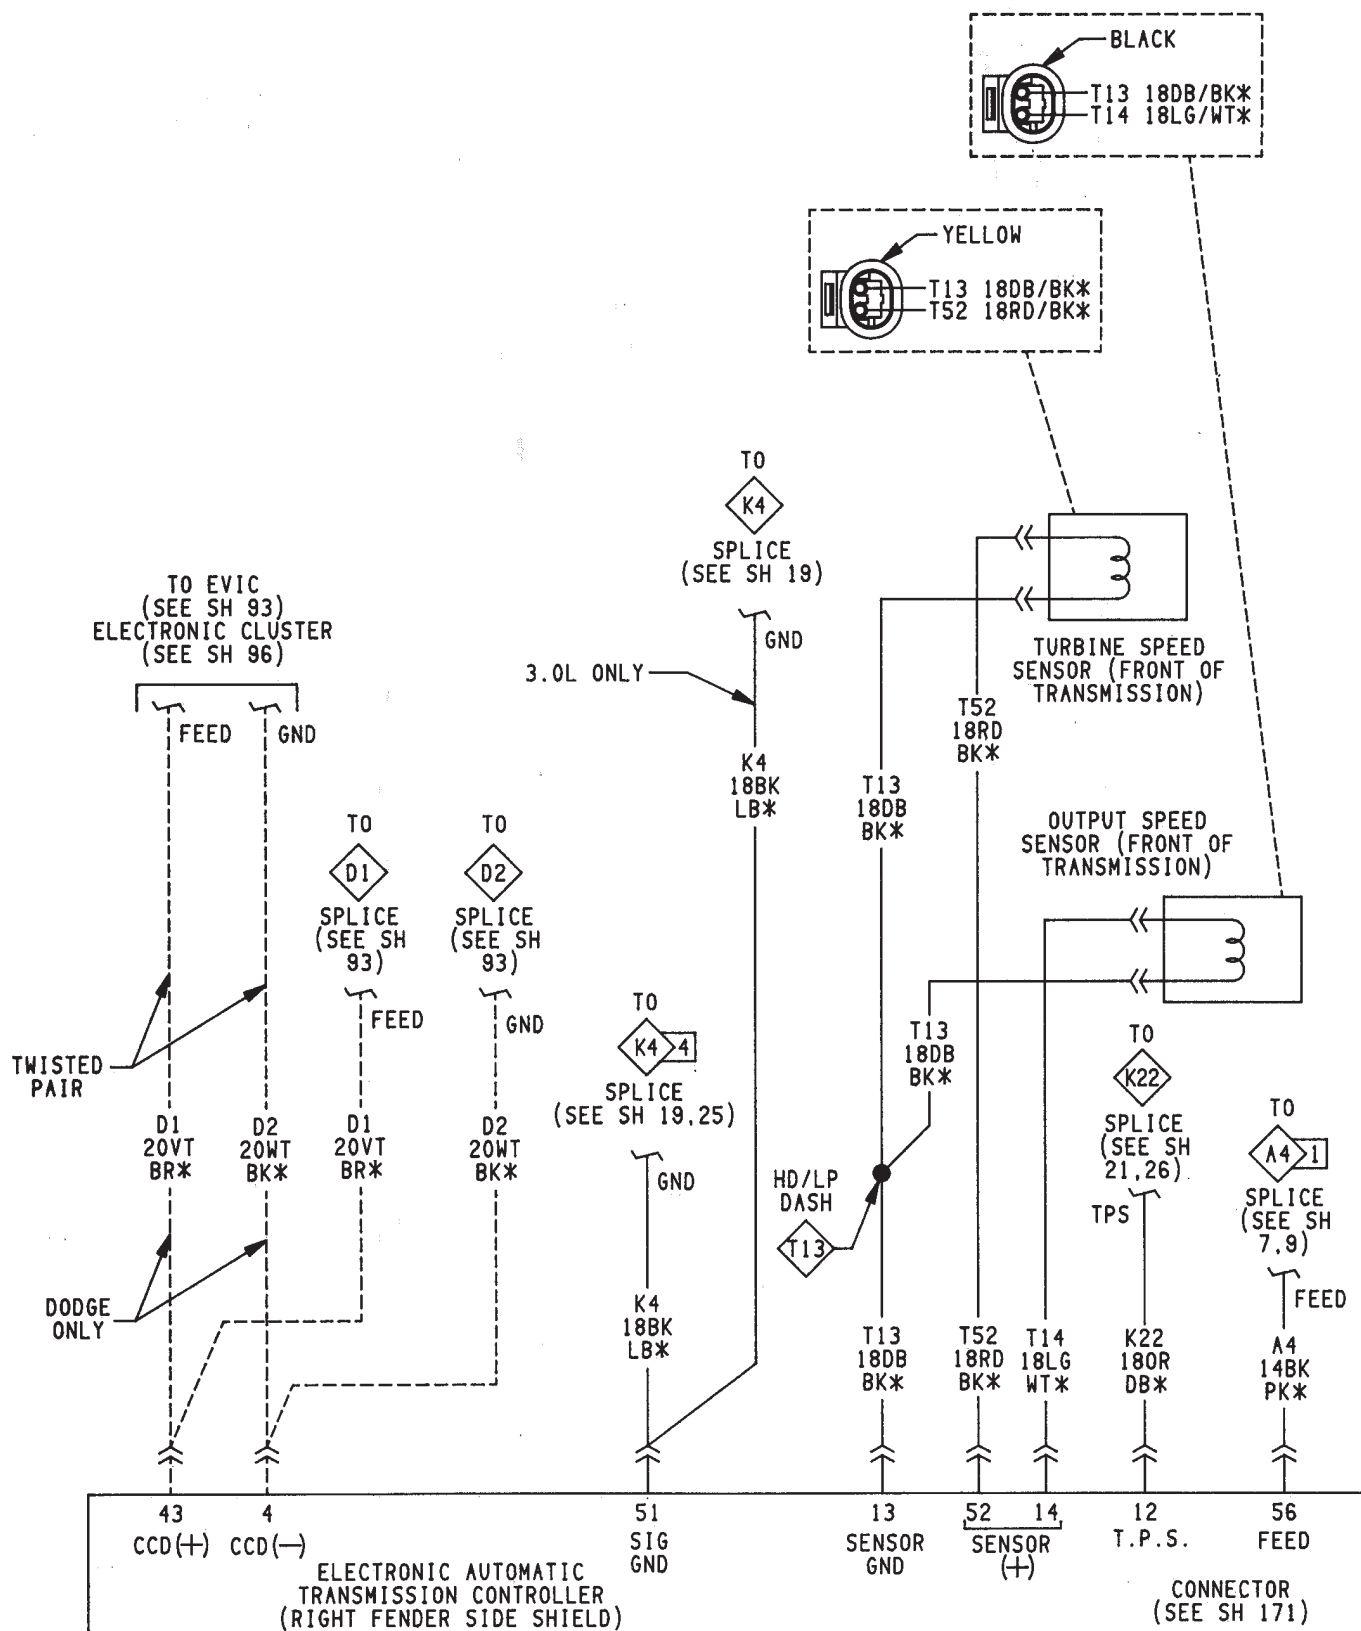 BLACK
T13 18DB/BK*
T14 18LG/WT*
YELLOW
T13 18DB/BK*
T52 18RD/BK*
TO
K4
SPLICE
(SEE SH 19)
GND
3.0L ONLY
K4
18BK
LB*
TO EVIC
(SEE SH 93)
ELECTRONIC CLUSTER
(SEE SH 96)
FEED
GND
TURBINE SPEED
SENSOR (FRONT OF
TRANSMISSION)
T52
18RD
BK*
T13
18DB
BK*
OUTPUT SPEED
SENSOR (FRONT OF
TRANSMISSION)
TO
D1
SPLICE
(SEE SH
93)
FEED
TO
D2
SPLICE
(SEE SH
93)
GND
TWISTED
PAIR
TO
K4 4
SPLICE
(SEE SH 19,25)
GND
T13
18DB
BK*
TO
K22
SPLICE
(SEE SH
21,26)
TPS
TO
A4 1
SPLICE
(SEE SH
7,9)
FEED
D1
20VT
BR*
D2
20WT
BK*
D1
20VT
BR*
D2
20WT
BK*
HD/LP
DASH
T13
DODGE
ONLY
K4
18BK
LB*
T13
18DB
BK*
T52
18RD
BK*
T14
18LG
WT*
K22
18OR
DB*
A4
14BK
PK*
43
CCD(+)
4
CCD(–)
51
SIG
GND
13
SENSOR
GND
52 14
SENSOR
(+)
12
T.P.S.
56
FEED
ELECTRONIC AUTOMATIC
TRANSMISSION CONTROLLER
(RIGHT FENDER SIDE SHIELD)
CONNECTOR
(SEE SH 171)